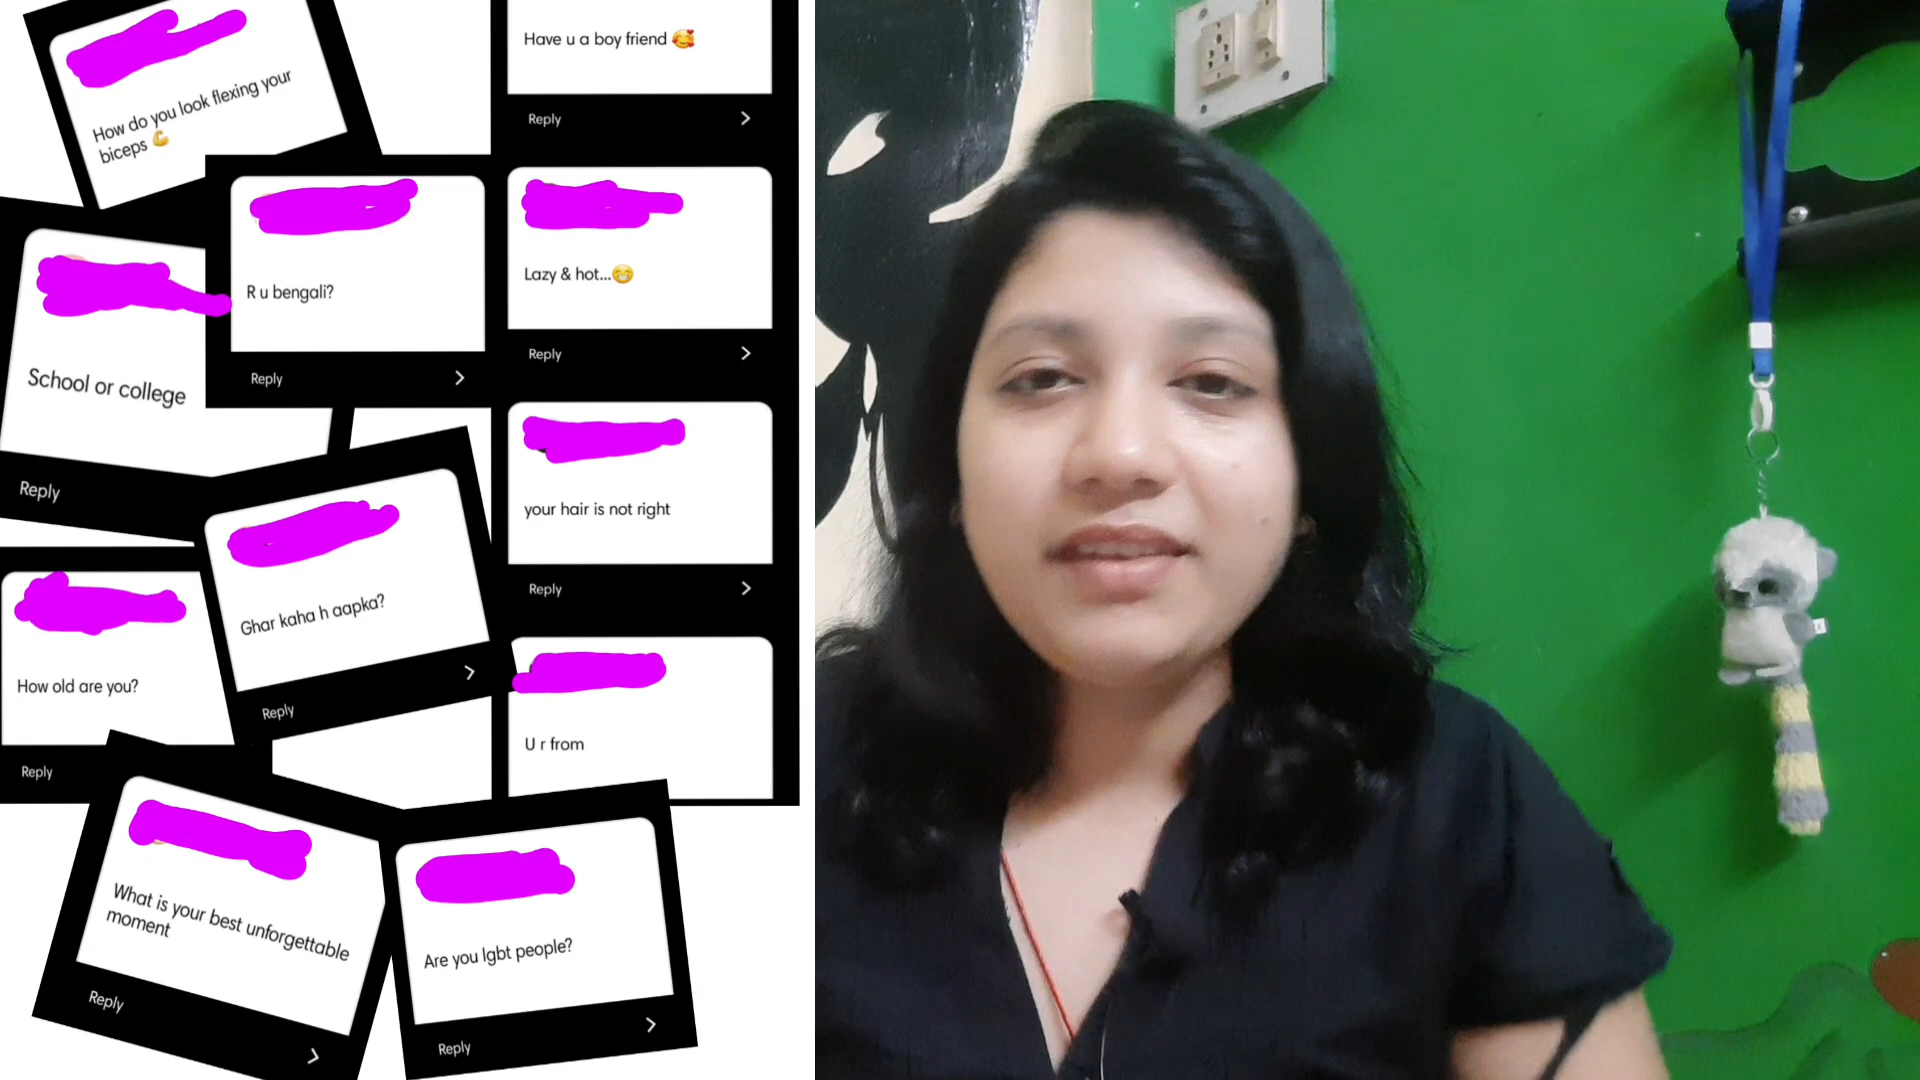 How do you look flexing your
biceps 💪
Have u a boy friend 🥰
Reply
R u bengali?
Reply
Lazy & hot...😁
Reply
School or college
Reply
your hair is not right
Reply
Ghar kaha h aapka?
Reply
How old are you?
Reply
U r from
What is your best unforgettable
moment
Reply
Are you lgbt people?
Reply